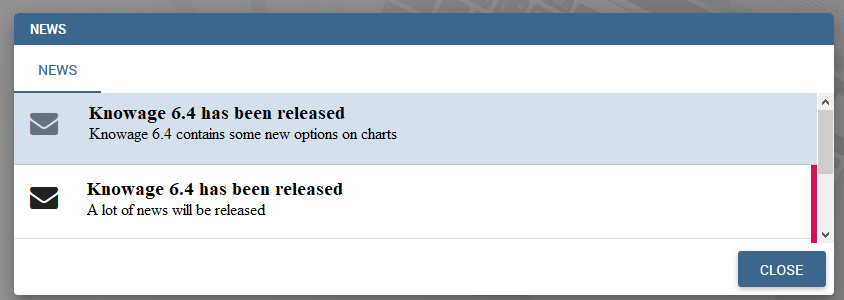 NEWS
NEWS
Knowage 6.4 has been released
Knowage 6.4 contains some new options on charts
Knowage 6.4 has been released
A lot of news will be released
CLOSE